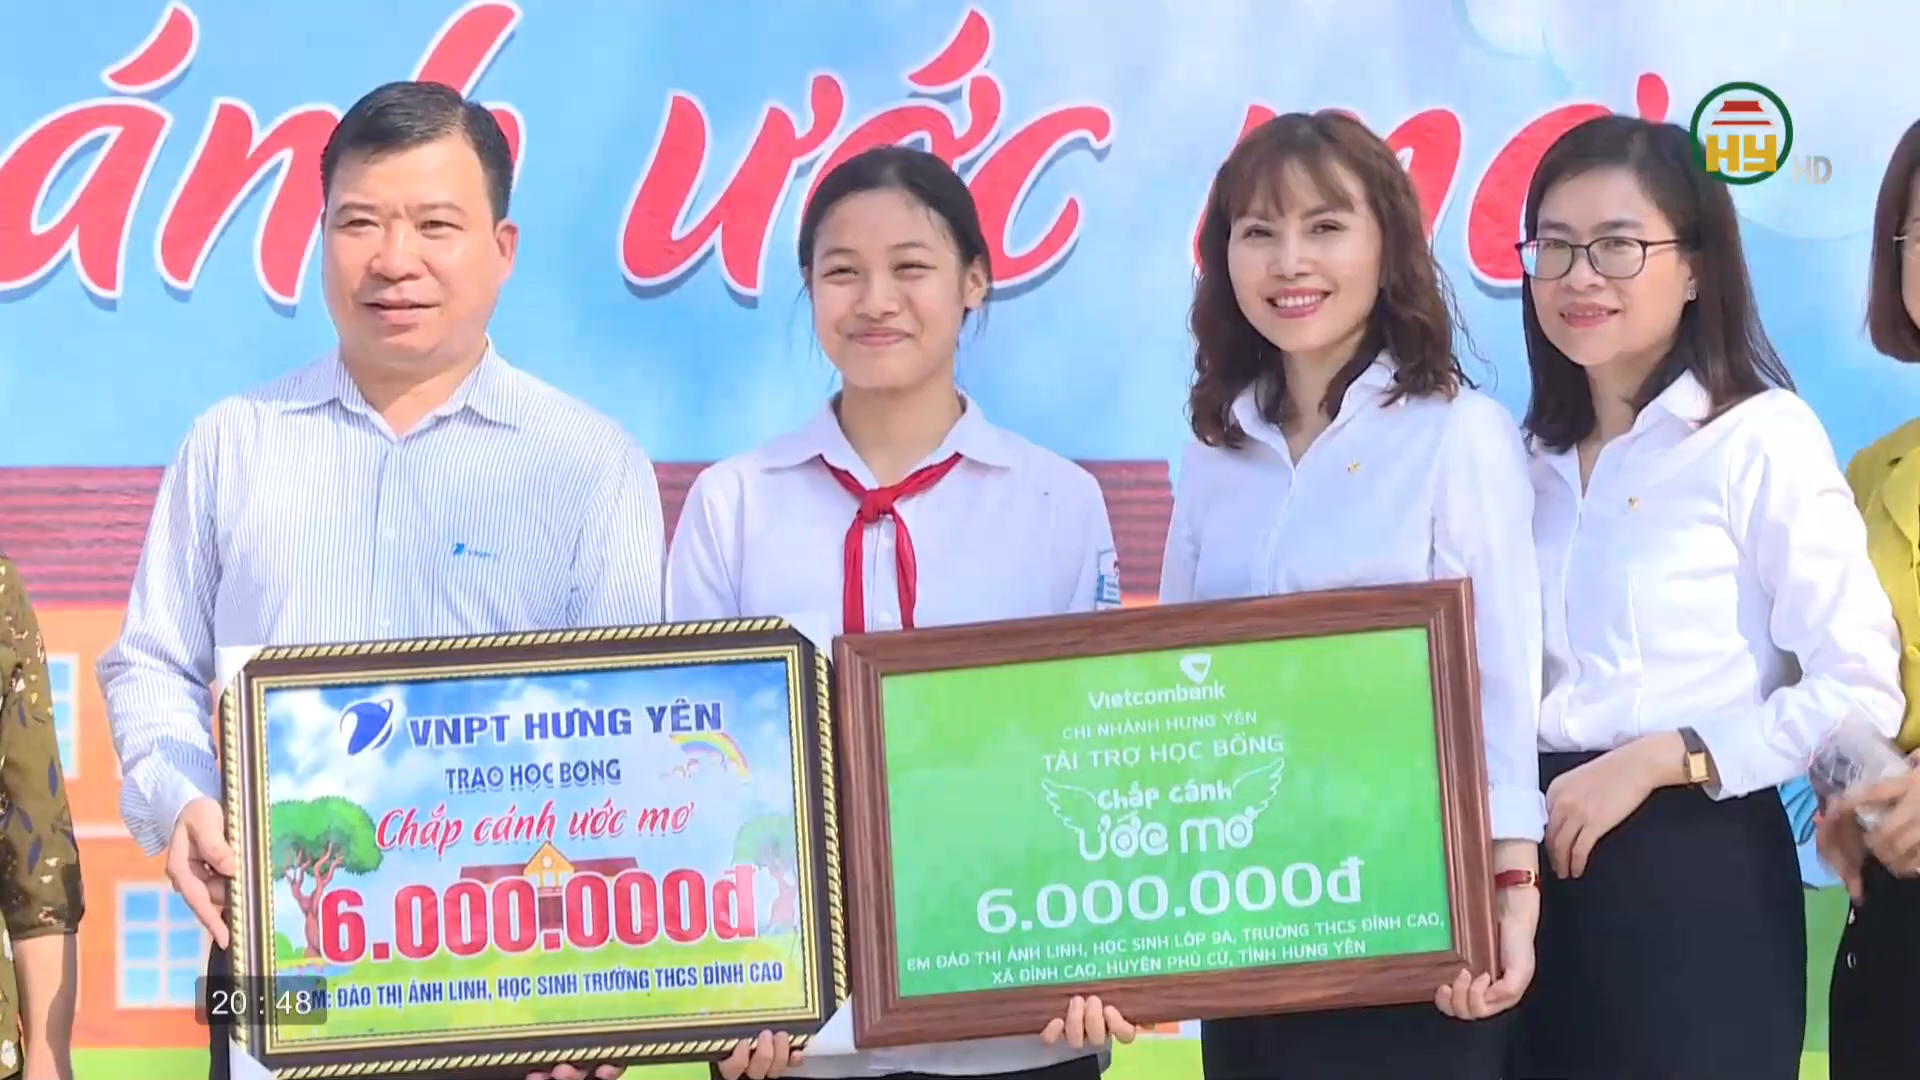 ánh ước mơ
HY HD
VNPT
VNPT HƯNG YÊN
TRAO HỌC BỔNG
Chắp cánh ước mơ
6.000.000đ
EM: ĐÀO THỊ ÁNH LINH, HỌC SINH TRƯỜNG THCS ĐÌNH CAO
Vietcombank
CHI NHÁNH HƯNG YÊN
TÀI TRỢ HỌC BỔNG
Chắp cánh
ƯỚC MƠ
6.000.000đ
EM ĐÀO THỊ ÁNH LINH, HỌC SINH LỚP 9A, TRƯỜNG THCS ĐÌNH CAO,
XÃ ĐÌNH CAO, HUYỆN PHÙ CỪ, TỈNH HƯNG YÊN
20 : 48